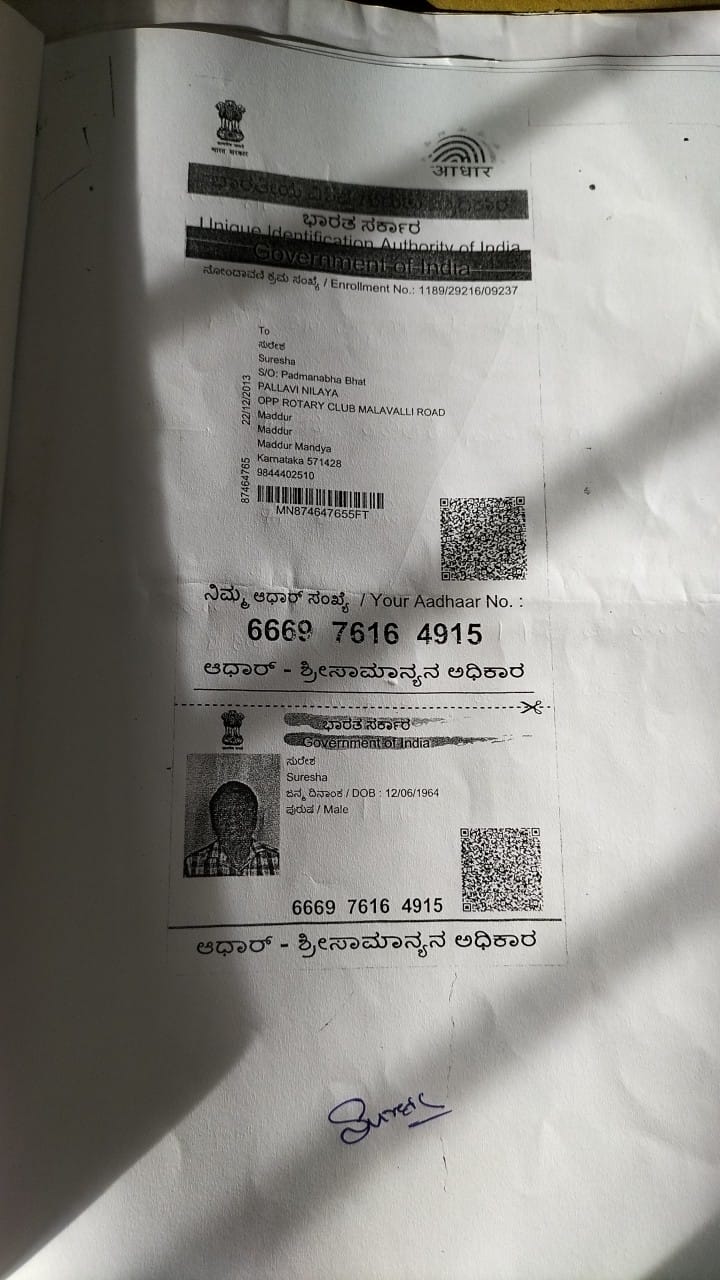 भारत सरकार
आधार
ಭಾರತ ಸರ್ಕಾರ
Unique Identification Authority of India
Government of India
ನೋಂದಾವಣಿ ಕ್ರಮ ಸಂಖ್ಯೆ / Enrollment No.: 1189/29216/09237
To
ಸುರೇಶ
Suresha
S/O: Padmanabha Bhat
PALLAVI NILAYA
OPP ROTARY CLUB MALAVALLI ROAD
Maddur
Maddur
Maddur Mandya
Karnataka 571428
9844402510
22/12/2013
87464765
MN874647655FT
ನಿಮ್ಮ ಆಧಾರ್ ಸಂಖ್ಯೆ / Your Aadhaar No. :
6669 7616 4915
ಆಧಾರ್ - ಶ್ರೀಸಾಮಾನ್ಯನ ಅಧಿಕಾರ
ಭಾರತ ಸರ್ಕಾರ
Government of India
ಸುರೇಶ
Suresha
ಜನ್ಮ ದಿನಾಂಕ / DOB : 12/06/1964
ಪುರುಷ / Male
6669 7616 4915
ಆಧಾರ್ - ಶ್ರೀಸಾಮಾನ್ಯನ ಅಧಿಕಾರ